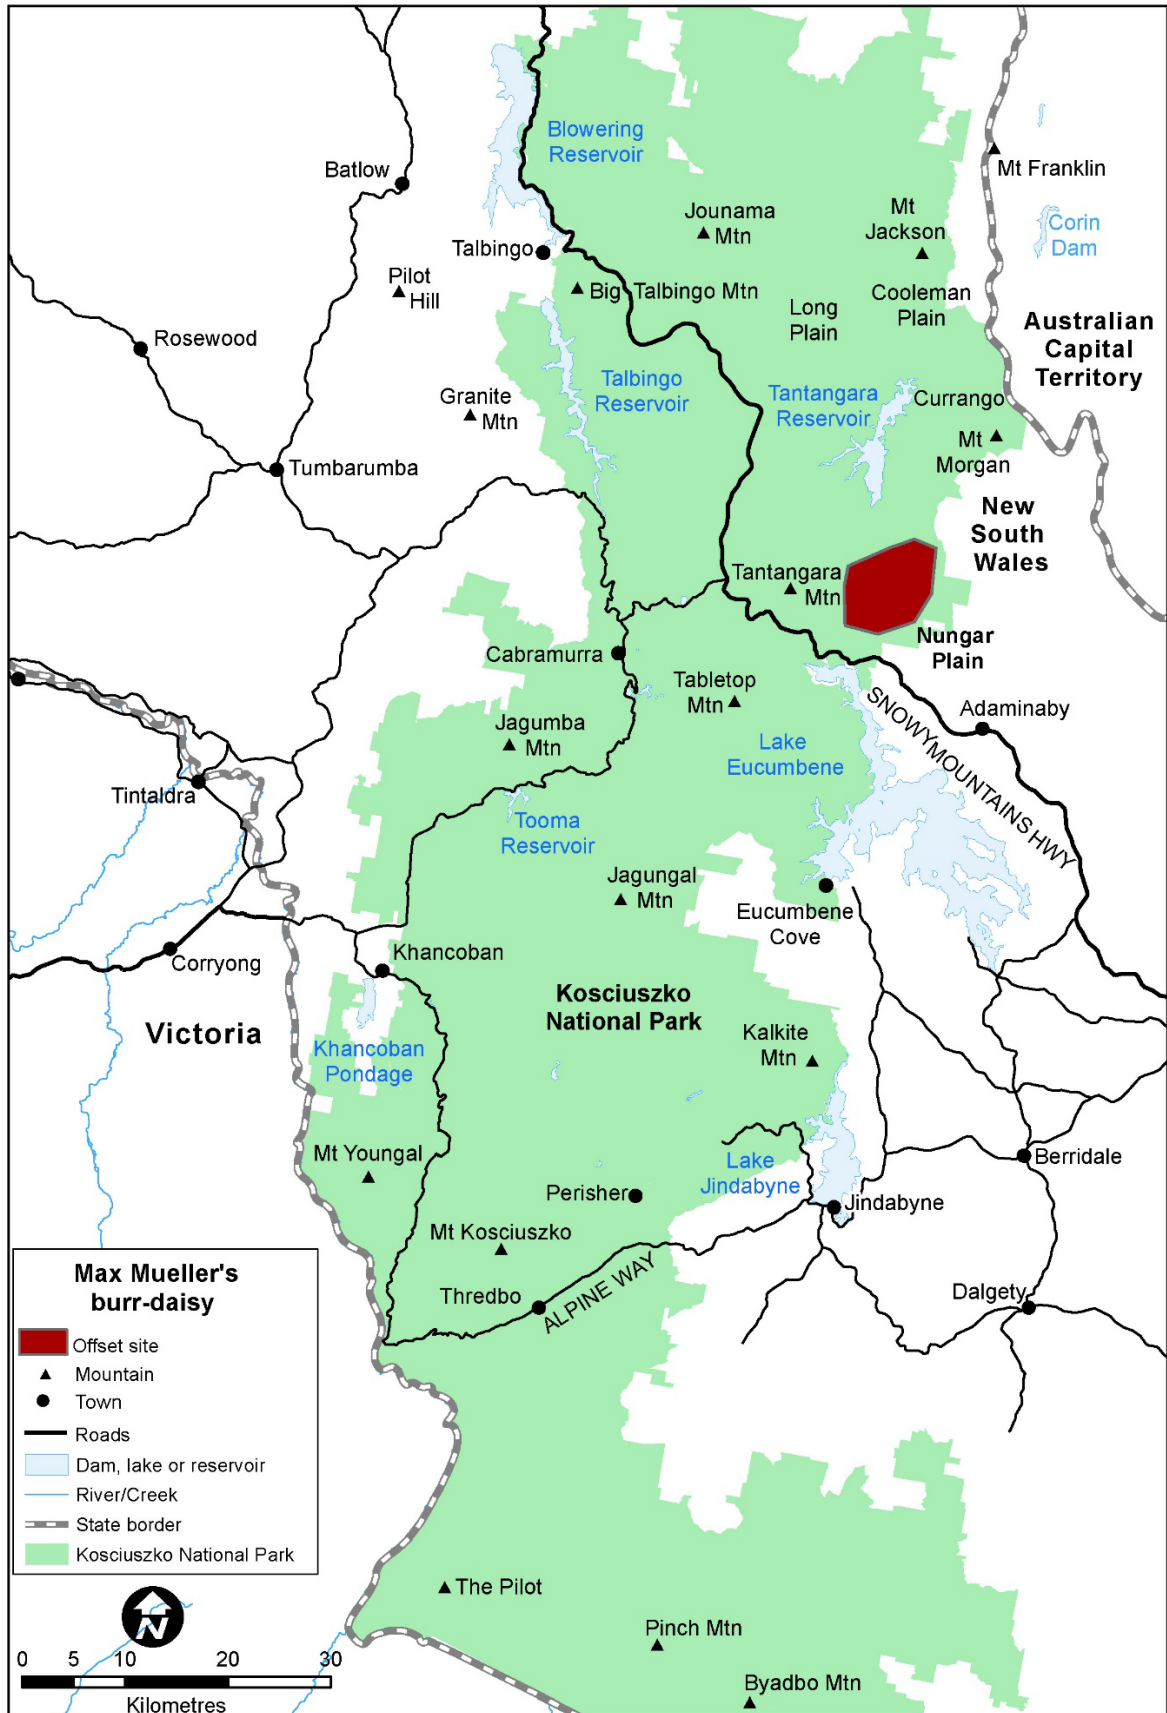 Blowering
Reservoir
Batlow
Mt Franklin
Jounama
Mtn
Mt
Jackson
Corin
Dam
Talbingo
Pilot
Hill
Big Talbingo Mtn
Long
Plain
Cooleman
Plain
Rosewood
Australian
Capital
Territory
Talbingo
Reservoir
Tantangara
Reservoir
Currango
Granite
Mtn
Mt
Morgan
Tumbarumba
New
South
Wales
Tantangara
Mtn
Nungar
Plain
Cabramurra
Tabletop
Mtn
SNOWY MOUNTAINS HWY
Adaminaby
Jagumba
Mtn
Lake
Eucumbene
Tintaldra
Tooma
Reservoir
Jagungal
Mtn
Eucumbene
Cove
Khancoban
Corryong
Kosciuszko
National Park
Victoria
Khancoban
Pondage
Kalkite
Mtn
Mt Youngal
Lake
Jindabyne
Berridale
Perisher
Jindabyne
Mt Kosciuszko
ALPINE WAY
Thredbo
Dalgety
Max Mueller's
burr-daisy
Offset site
Mountain
Town
Roads
Dam, lake or reservoir
River/Creek
State border
Kosciuszko National Park
The Pilot
N
Pinch Mtn
0 5 10 20 30
Kilometres
Byadbo Mtn